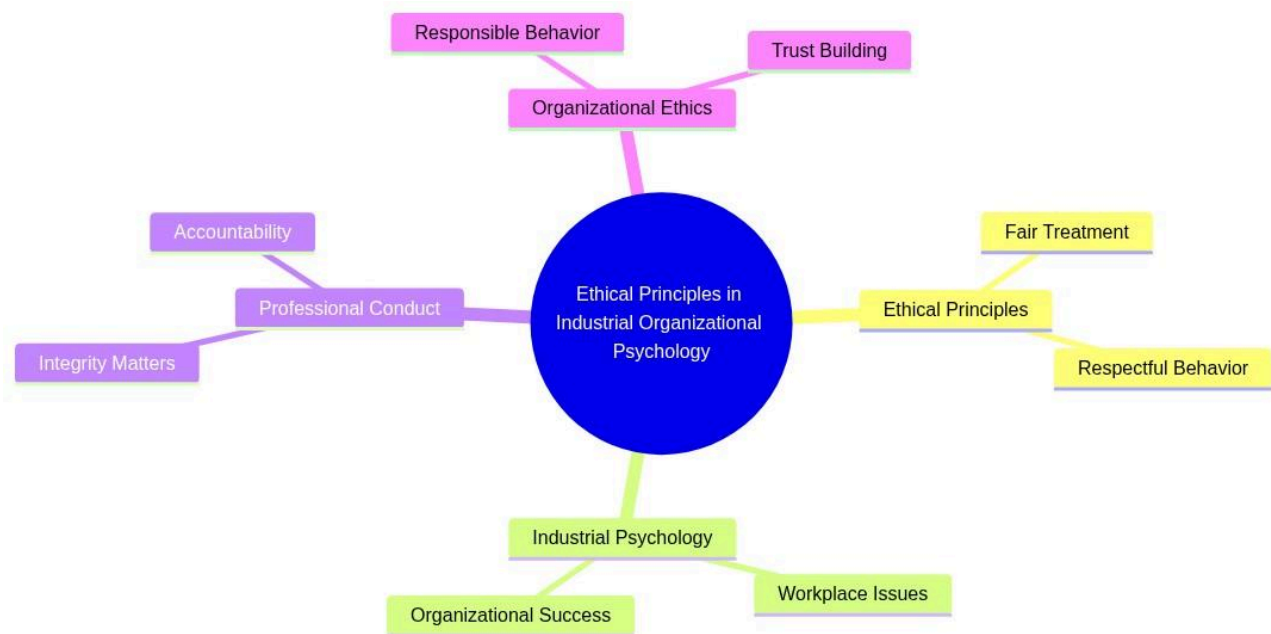 Responsible Behavior
Trust Building
Organizational Ethics
Accountability
Fair Treatment
Professional Conduct
Ethical Principles in
Industrial Organizational
Psychology
Ethical Principles
Integrity Matters
Respectful Behavior
Industrial Psychology
Workplace Issues
Organizational Success